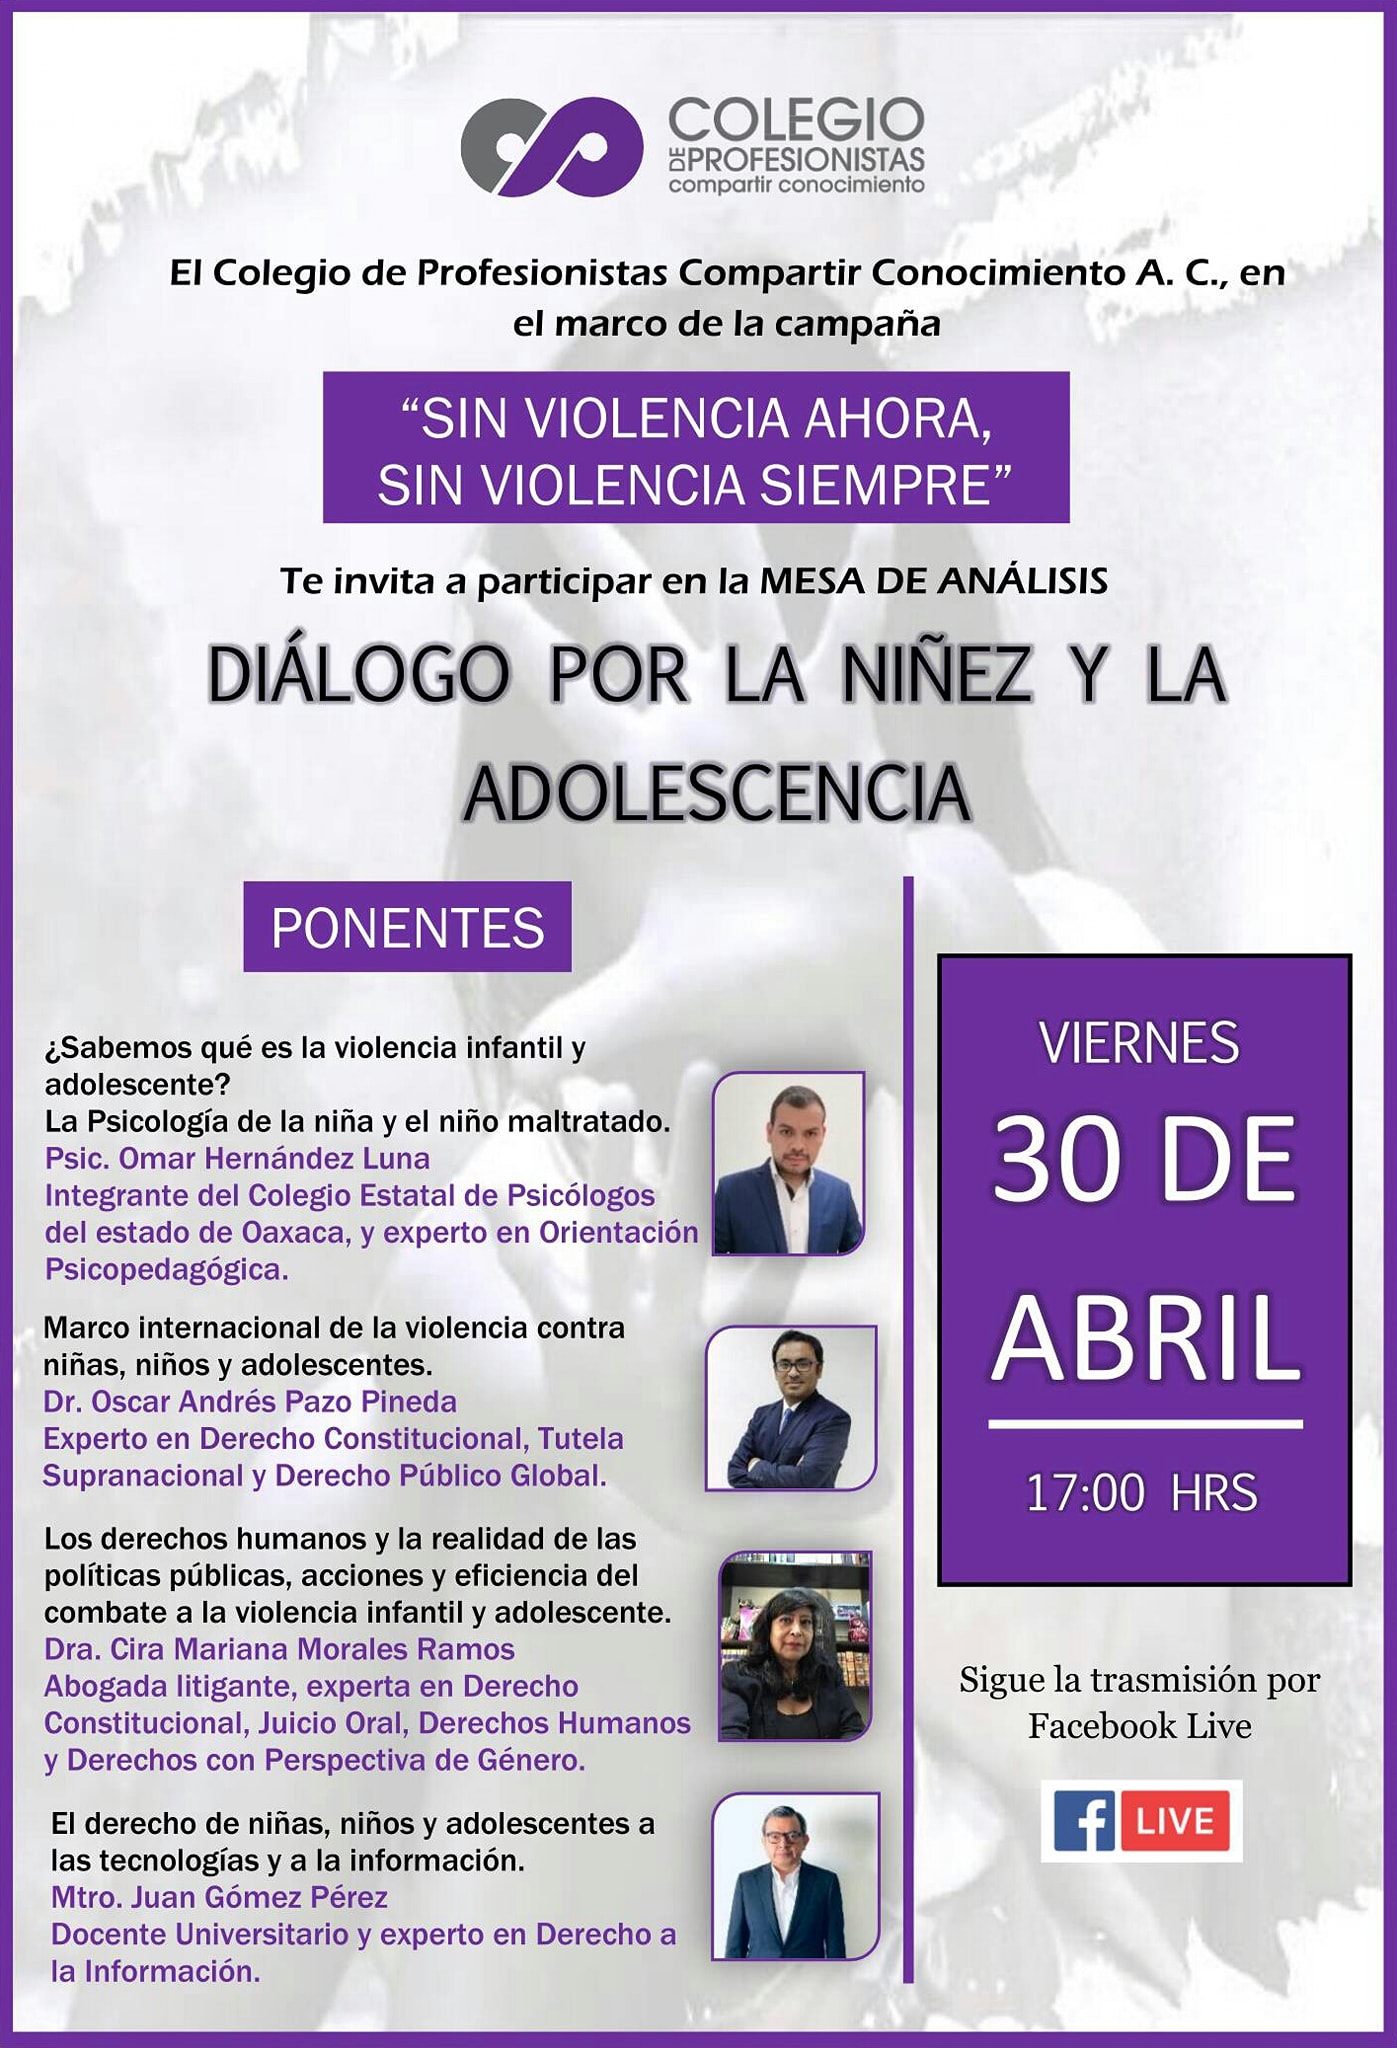 COLEGIO
DE PROFESIONISTAS
compartir conocimiento
El Colegio de Profesionistas Compartir Conocimiento A. C., en
el marco de la campaña
“SIN VIOLENCIA AHORA,
SIN VIOLENCIA SIEMPRE”
Te invita a participar en la MESA DE ANÁLISIS
DIÁLOGO POR LA NIÑEZ Y LA
ADOLESCENCIA
PONENTES
¿Sabemos qué es la violencia infantil y
adolescente?
La Psicología de la niña y el niño maltratado.
Psic. Omar Hernández Luna
Integrante del Colegio Estatal de Psicólogos
del estado de Oaxaca, y experto en Orientación
Psicopedagógica.
Marco internacional de la violencia contra
niñas, niños y adolescentes.
Dr. Oscar Andrés Pazo Pineda
Experto en Derecho Constitucional, Tutela
Supranacional y Derecho Público Global.
Los derechos humanos y la realidad de las
políticas públicas, acciones y eficiencia del
combate a la violencia infantil y adolescente.
Dra. Cira Mariana Morales Ramos
Abogada litigante, experta en Derecho
Constitucional, Juicio Oral, Derechos Humanos
y Derechos con Perspectiva de Género.
El derecho de niñas, niños y adolescentes a
las tecnologías y a la información.
Mtro. Juan Gómez Pérez
Docente Universitario y experto en Derecho a
la Información.
VIERNES
30 DE
ABRIL
17:00 HRS
Sigue la trasmisión por
Facebook Live
f LIVE